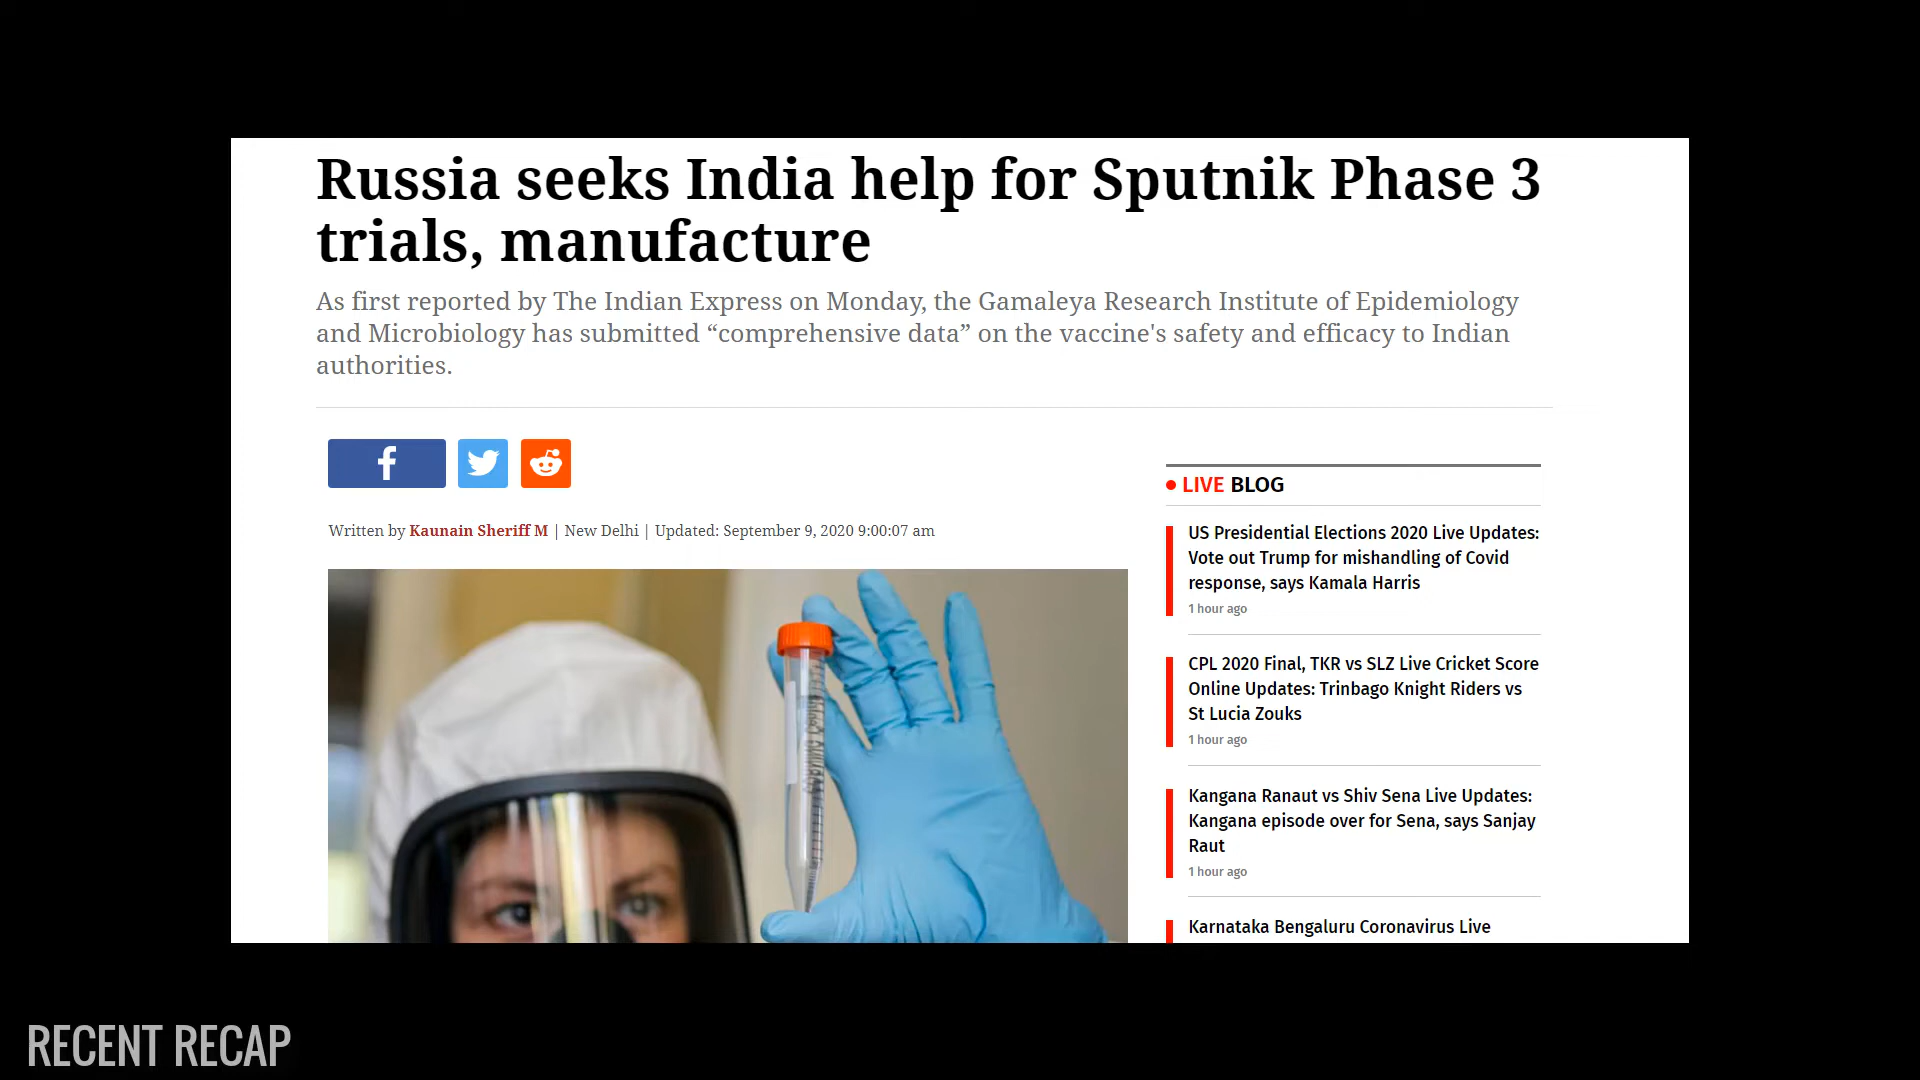 Russia seeks India help for Sputnik Phase 3
trials, manufacture
As first reported by The Indian Express on Monday, the Gamaleya Research Institute of Epidemiology
and Microbiology has submitted “comprehensive data” on the vaccine's safety and efficacy to Indian
authorities.
Written by Kaunain Sheriff M | New Delhi | Updated: September 9, 2020 9:00:07 am
LIVE BLOG
US Presidential Elections 2020 Live Updates:
Vote out Trump for mishandling of Covid
response, says Kamala Harris
1 hour ago
CPL 2020 Final, TKR vs SLZ Live Cricket Score
Online Updates: Trinbago Knight Riders vs
St Lucia Zouks
1 hour ago
Kangana Ranaut vs Shiv Sena Live Updates:
Kangana episode over for Sena, says Sanjay
Raut
1 hour ago
Karnataka Bengaluru Coronavirus Live
RECENT RECAP